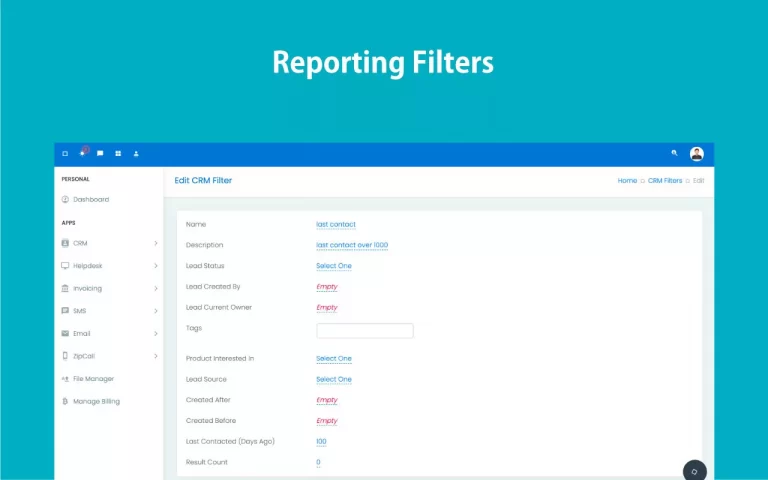 Reporting Filters
PERSONAL
Dashboard
APPS
CRM
Helpdesk
Invoicing
SMS
Email
ZipCall
File Manager
Manage Billing
Edit CRM Filter
Home CRM Filters Edit
Name last contact
Description last contact over 1000
Lead Status Select One
Lead Created By Empty
Lead Current Owner Empty
Tags
Product Interested In Select One
Lead Source Select One
Created After Empty
Created Before Empty
Last Contacted (Days Ago) 100
Result Count 0